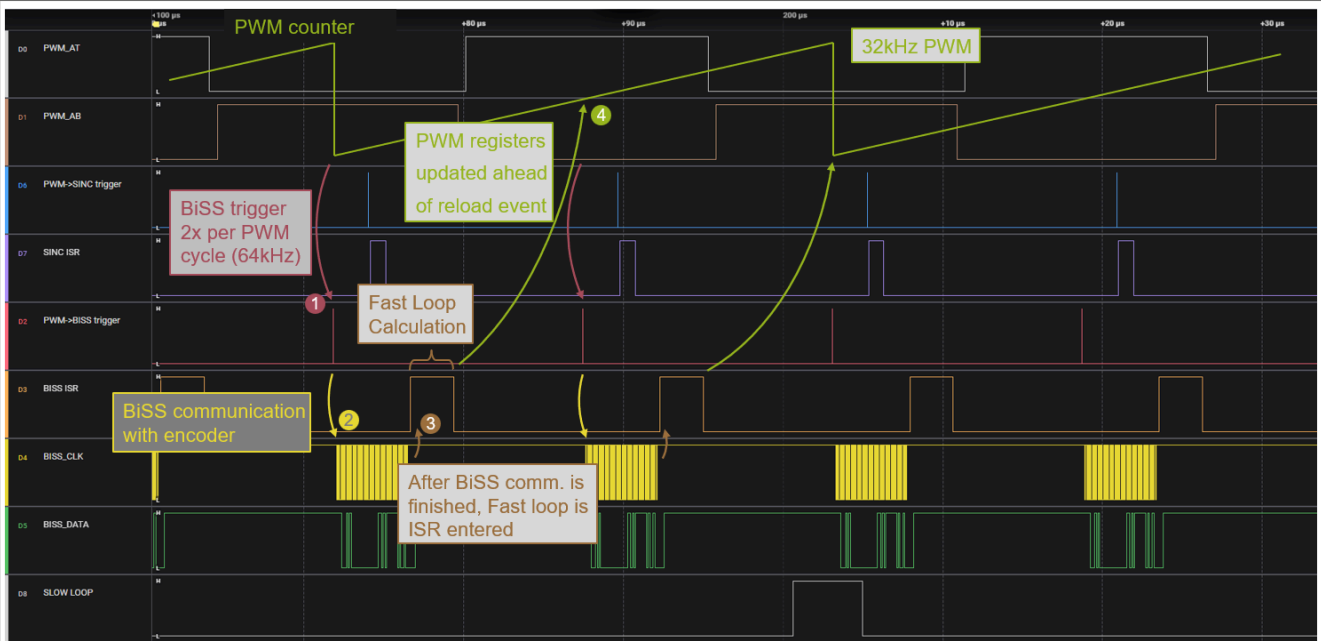 +100 µs
0 µs
+80 µs
+90 µs
200 µs
+10 µs
+20 µs
+30 µs
PWM counter
D0 PWM_AT
H
L
32kHz PWM
D1 PWM_AB
H
L
4
PWM registers
updated ahead
of reload event
D6 PWM->SINC trigger
H
L
BiSS trigger
2x per PWM
cycle (64kHz)
D7 SINC ISR
H
L
1
Fast Loop
Calculation
D2 PWM->BISS trigger
H
L
D3 BISS ISR
H
BiSS communication
with encoder
2
3
D4 BISS_CLK
H
L
After BiSS comm. is
finished, Fast loop is
ISR entered
D5 BISS_DATA
H
L
D8 SLOW LOOP
H
L